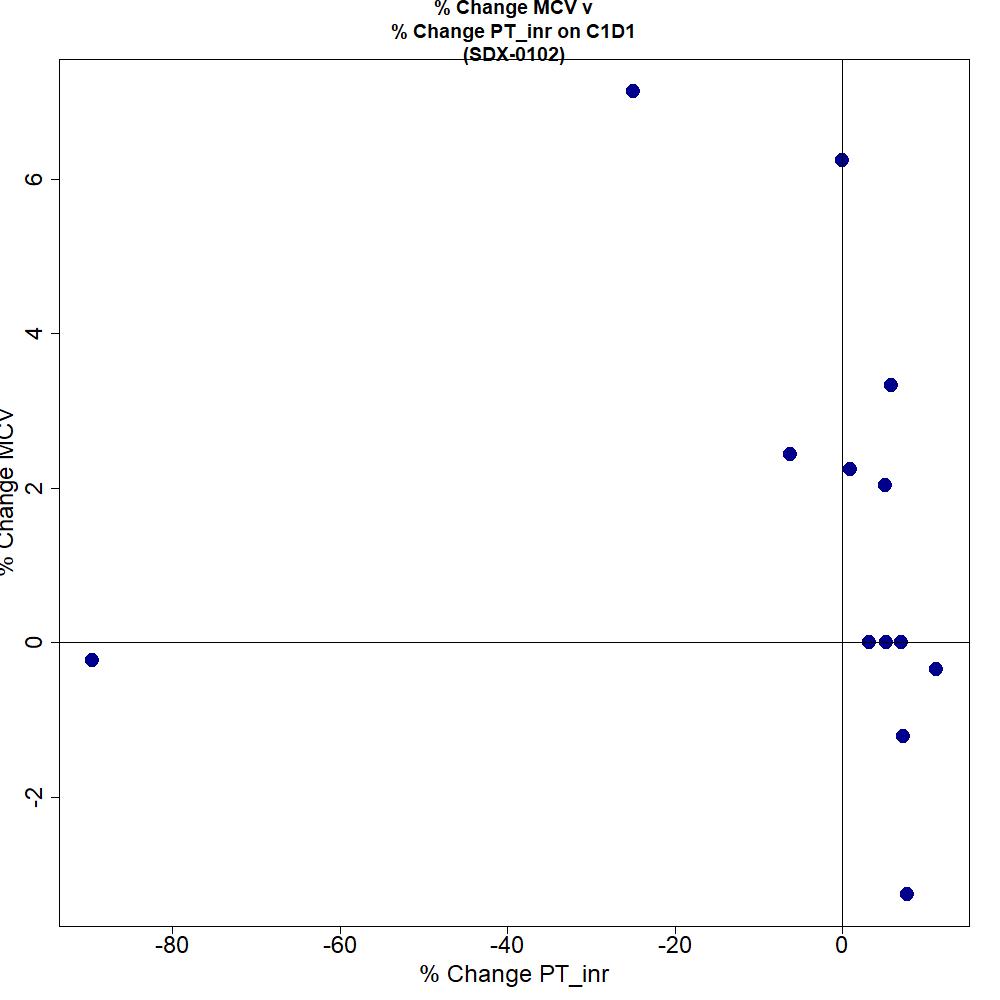 % Change MCV v
% Change PT_inr on C1D1
(SDX-0102)
% Change MCV
6
4
2
0
-2
-80
-60
-40
-20
0
% Change PT_inr